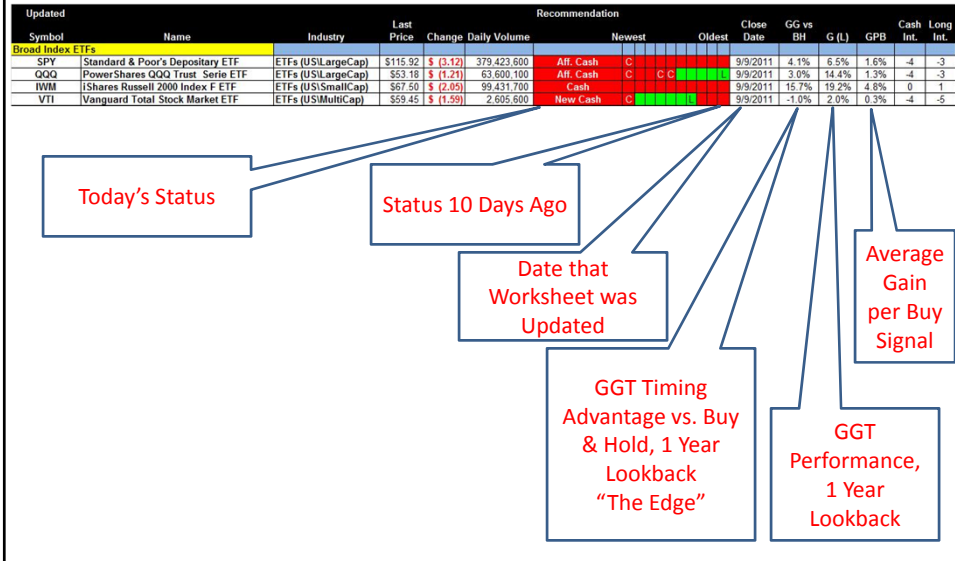 Updated Recommendation
Last Close GG vs Cash Long
Symbol Name Industry Price Change Daily Volume Newest Oldest Date BH G (L) GPB Int. Int.
Broad Index ETFs
SPY Standard & Poor's Depositary ETF ETFs (US\LargeCap) $115.92 $ (3.12) 379,423,600 Aff. Cash C 9/9/2011 4.1% 6.5% 1.6% -4 -3
QQQ PowerShares QQQ Trust Serie ETF ETFs (US\LargeCap) $53.18 $ (1.21) 63,600,100 Aff. Cash C C C L 9/9/2011 3.0% 14.4% 1.3% -4 -3
IWM iShares Russell 2000 Index F ETF ETFs (US\SmallCap) $67.50 $ (2.05) 99,431,700 Cash 9/9/2011 15.7% 19.2% 4.8% 0 1
VTI Vanguard Total Stock Market ETF ETFs (US\MultiCap) $59.45 $ (1.59) 2,605,600 New Cash C L 9/9/2011 -1.0% 2.0% 0.3% -4 -5
Today's Status
Status 10 Days Ago
Date that
Worksheet was
Updated
Average
Gain
per Buy
Signal
GGT Timing
Advantage vs. Buy
& Hold, 1 Year
Lookback
"The Edge"
GGT
Performance,
1 Year
Lookback